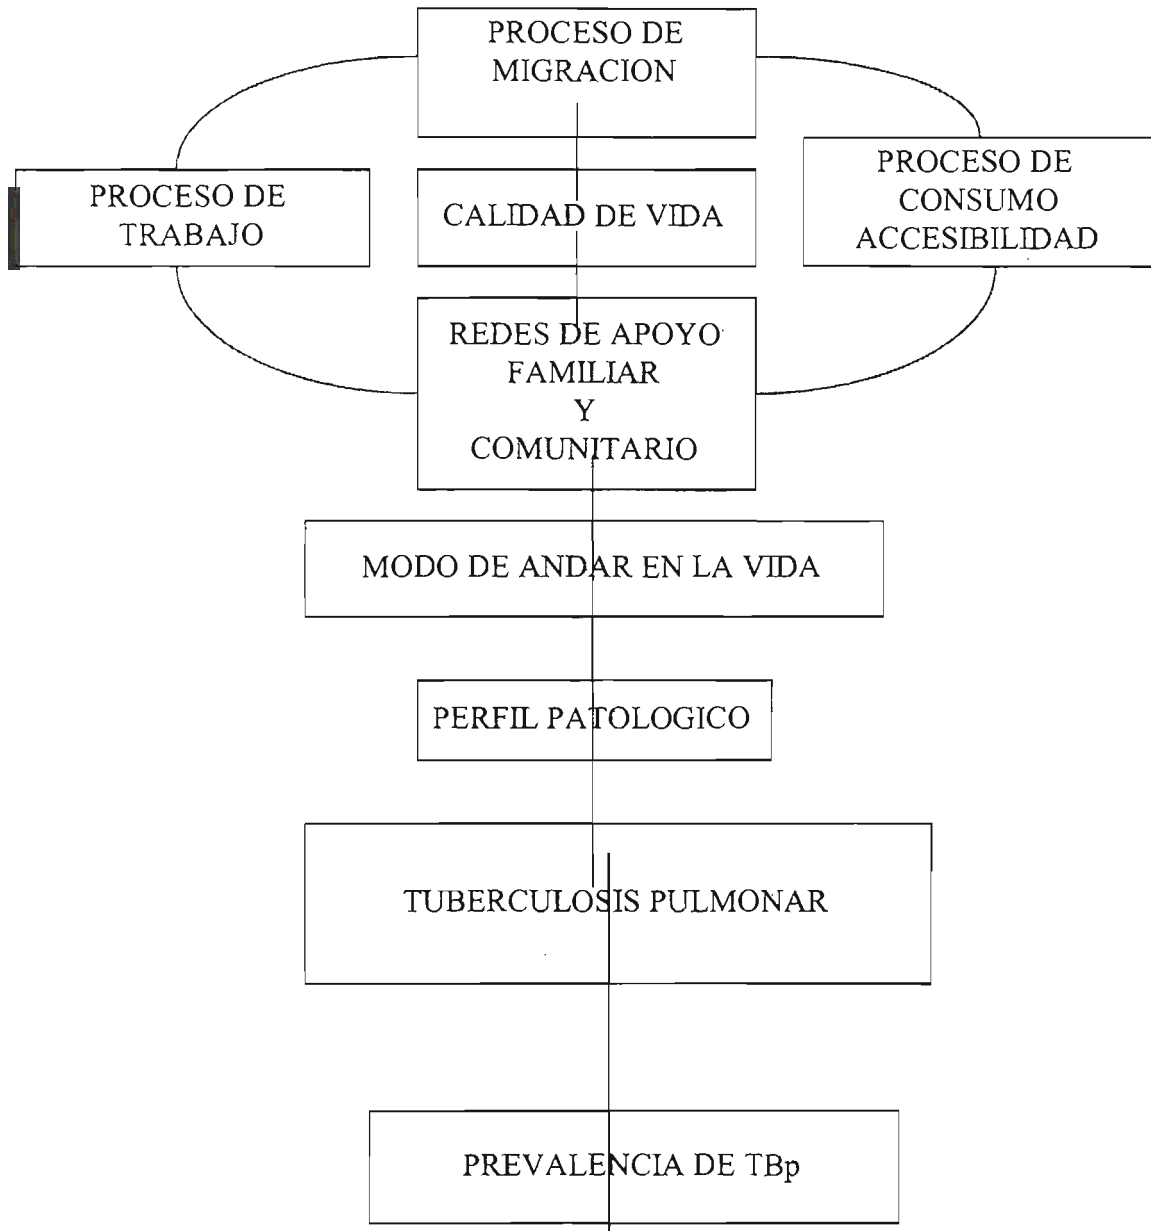 PROCESO DE
MIGRACION
PROCESO DE
TRABAJO
CALIDAD DE VIDA
PROCESO DE
CONSUMO
ACCESIBILIDAD
REDES DE APOYO
FAMILIAR
Y
COMUNITARIO
MODO DE ANDAR EN LA VIDA
PERFIL PATOLOGICO
TUBERCULOSIS PULMONAR
PREVALENCIA DE TBp